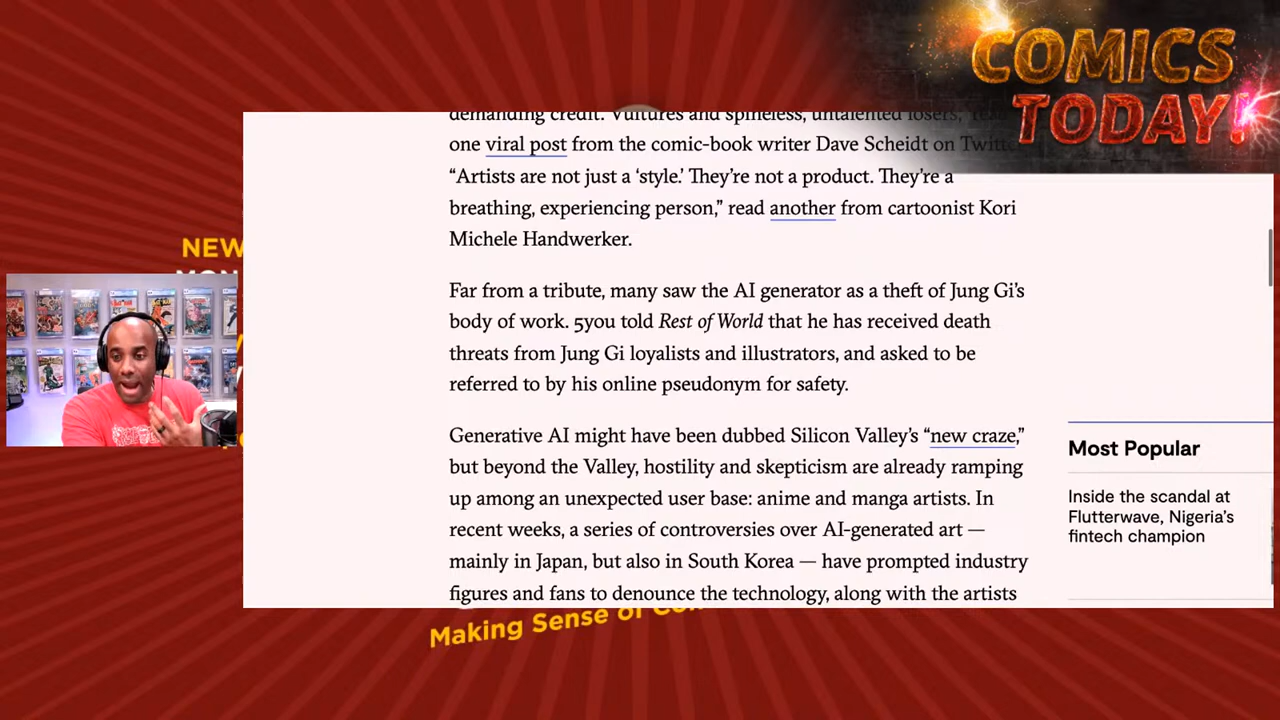 COMICS
TODAY!
demanding credit. Vultures and spineless, untalented losers,” read
one viral post from the comic-book writer Dave Scheidt on Twitt
“Artists are not just a ‘style.’ They’re not a product. They’re a
breathing, experiencing person,” read another from cartoonist Kori
Michele Handwerker.
Far from a tribute, many saw the AI generator as a theft of Jung Gi’s
body of work. 5you told Rest of World that he has received death
threats from Jung Gi loyalists and illustrators, and asked to be
referred to by his online pseudonym for safety.
Generative AI might have been dubbed Silicon Valley’s “new craze,”
but beyond the Valley, hostility and skepticism are already ramping
up among an unexpected user base: anime and manga artists. In
recent weeks, a series of controversies over AI-generated art —
mainly in Japan, but also in South Korea — have prompted industry
figures and fans to denounce the technology, along with the artists
Most Popular
Inside the scandal at
Flutterwave, Nigeria’s
fintech champion
NEW
Making Sense of Co